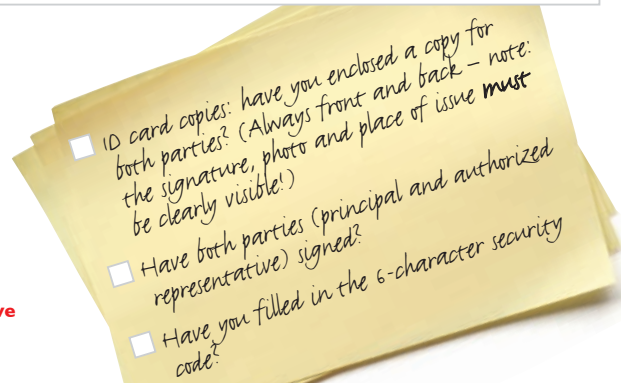 ID card copies: have you enclosed a copy for
both parties? (Always front and back – note:
the signature, photo and place of issue must
be clearly visible!)
Have both parties (principal and authorized
representative) signed?
Have you filled in the 6-character security
code?
ve